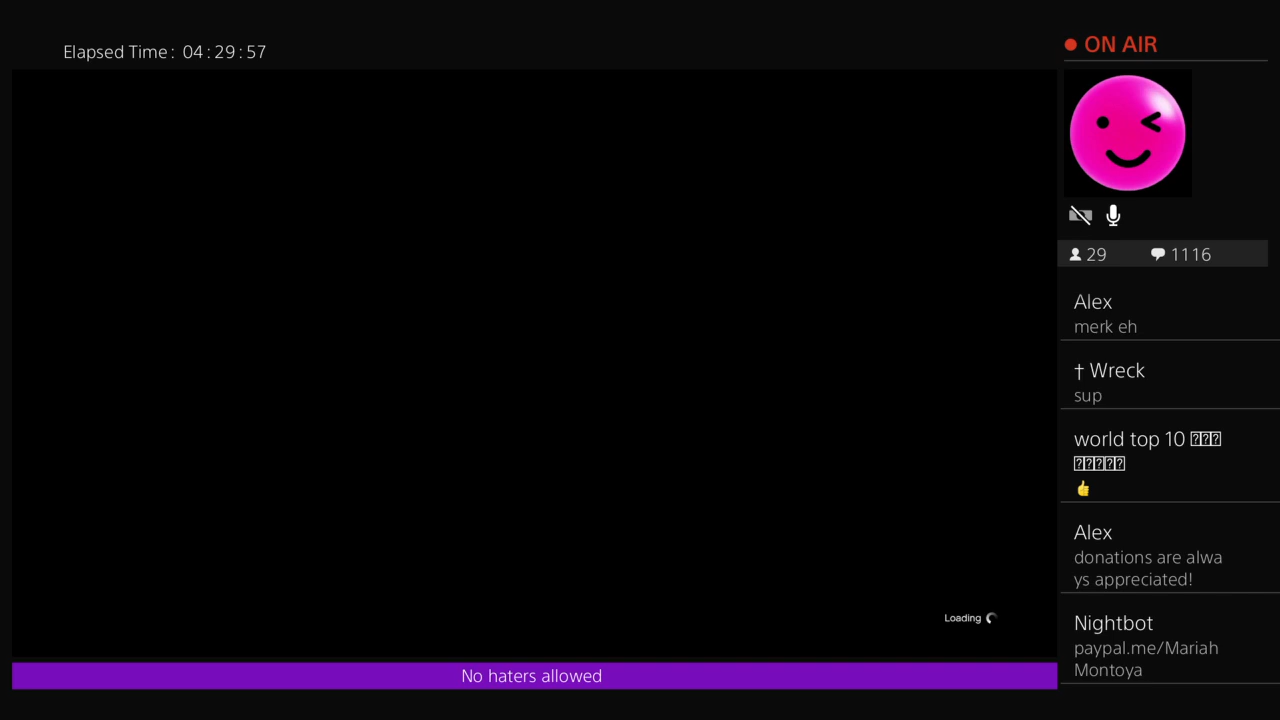 Elapsed Time: 04:29:57
ON AIR
29
1116
Alex
merk eh
† Wreck
sup
world top 10
👍
Alex
donations are alwa
ys appreciated!
Nightbot
paypal.me/Mariah
Montoya
Loading
No haters allowed